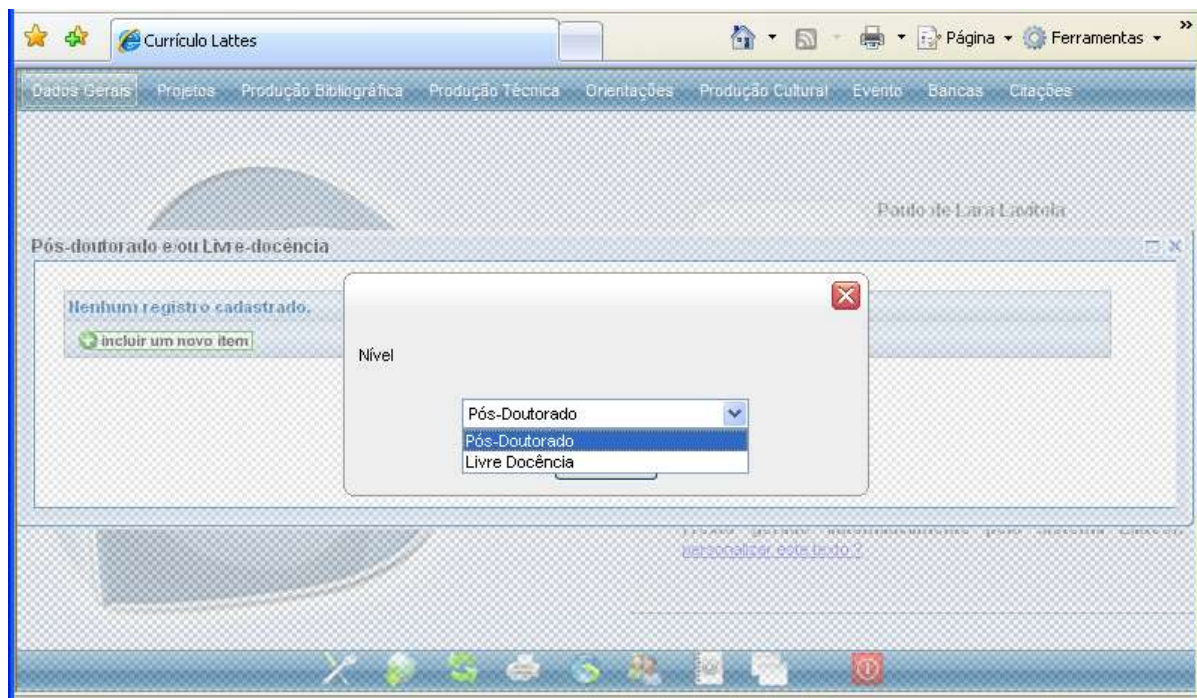 Currículo Lattes
Página
Ferramentas
»
Dados Gerais Projetos Produção Bibliográfica Produção Técnica Orientações Produção Cultural Evento Bancas Citações
Paulo de Lara Lavitola
Pós-doutorado e/ou Livre-docência
Nenhum registro cadastrado.
incluir um novo item
Nível
Pós-Doutorado
Pós-Doutorado
Livre Docência
personalizar este texto ?